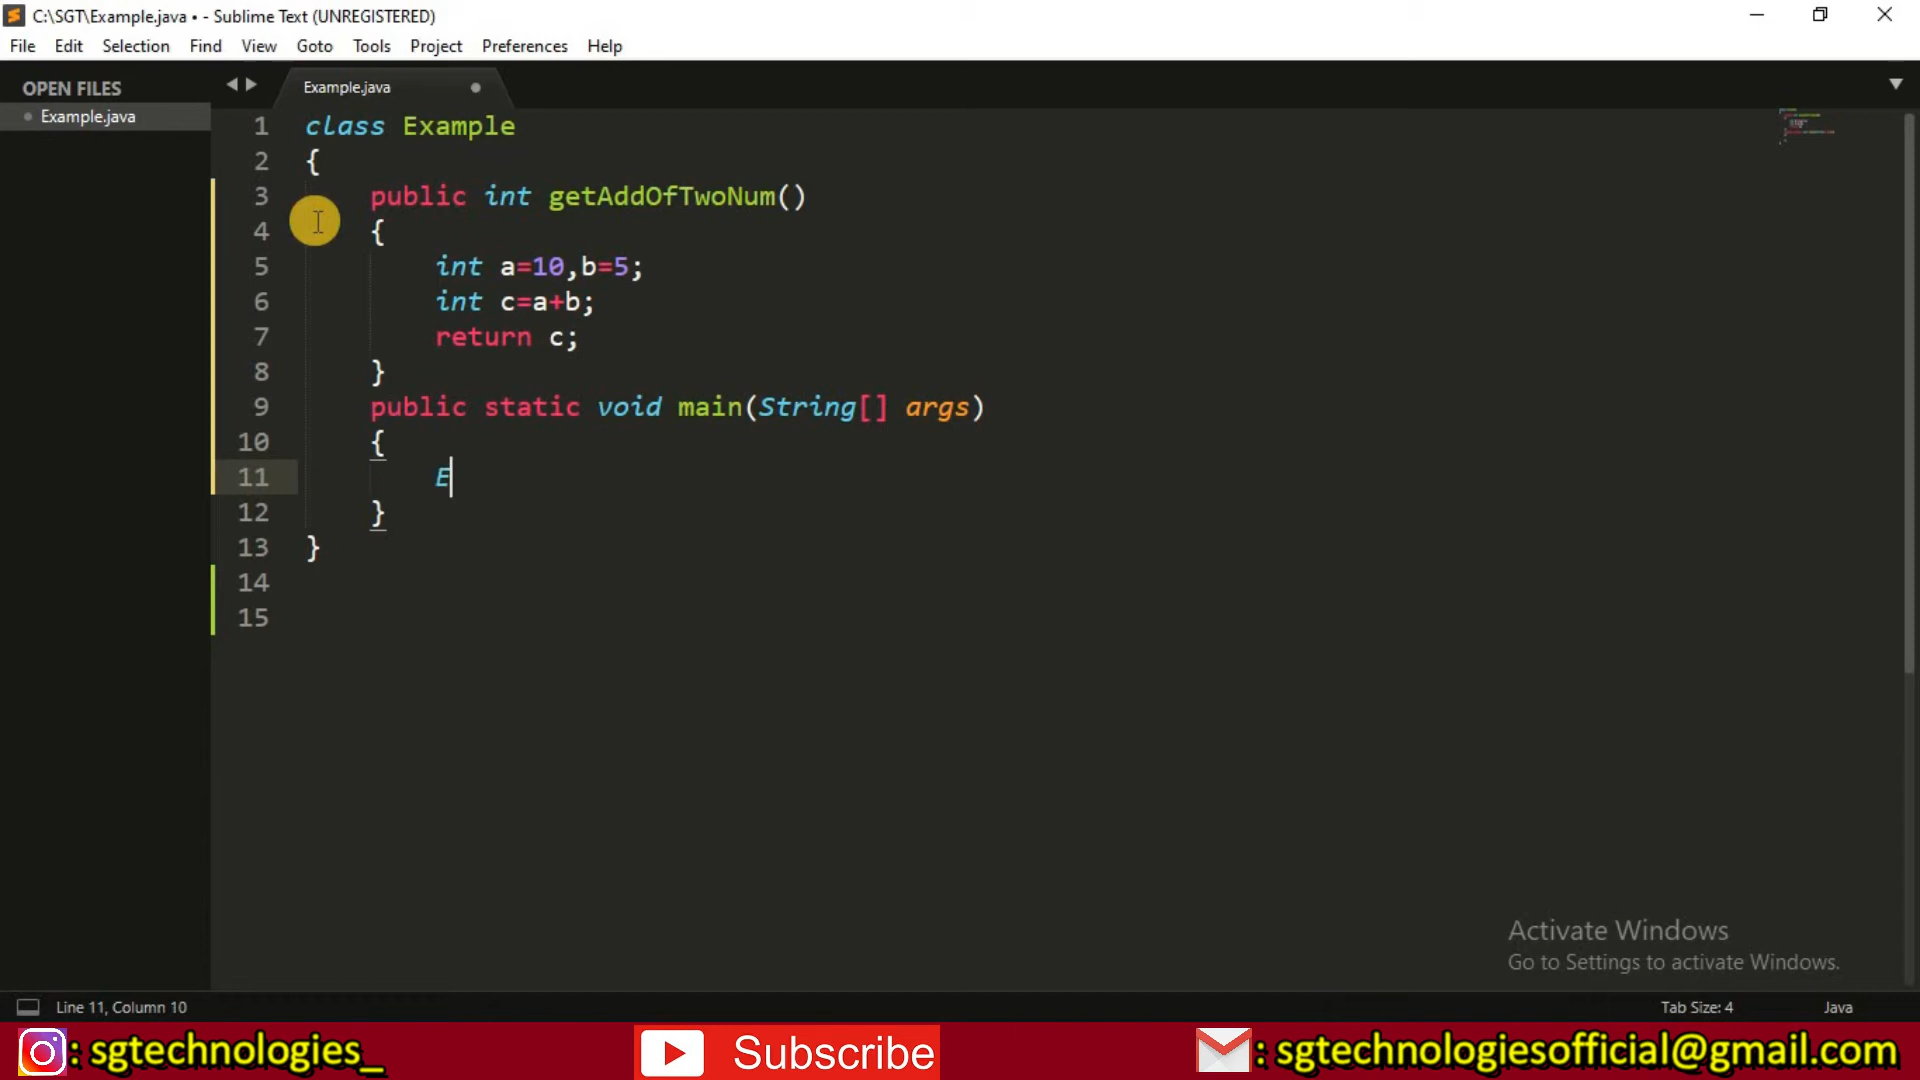 C:\SGT\Example.java • - Sublime Text (UNREGISTERED)
File Edit Selection Find View Goto Tools Project Preferences Help
OPEN FILES
Example.java
Example.java
1 class Example
2 {
3 public int getAddOfTwoNum()
4 {
5 int a=10,b=5;
6 int c=a+b;
7 return c;
8 }
9 public static void main(String[] args)
10 {
11 E
12 }
13 }
14
15
Activate Windows
Go to Settings to activate Windows.
Line 11, Column 10 Tab Size: 4 Java
: sgtechnologies_ Subscribe : sgtechnologiesofficial@gmail.com